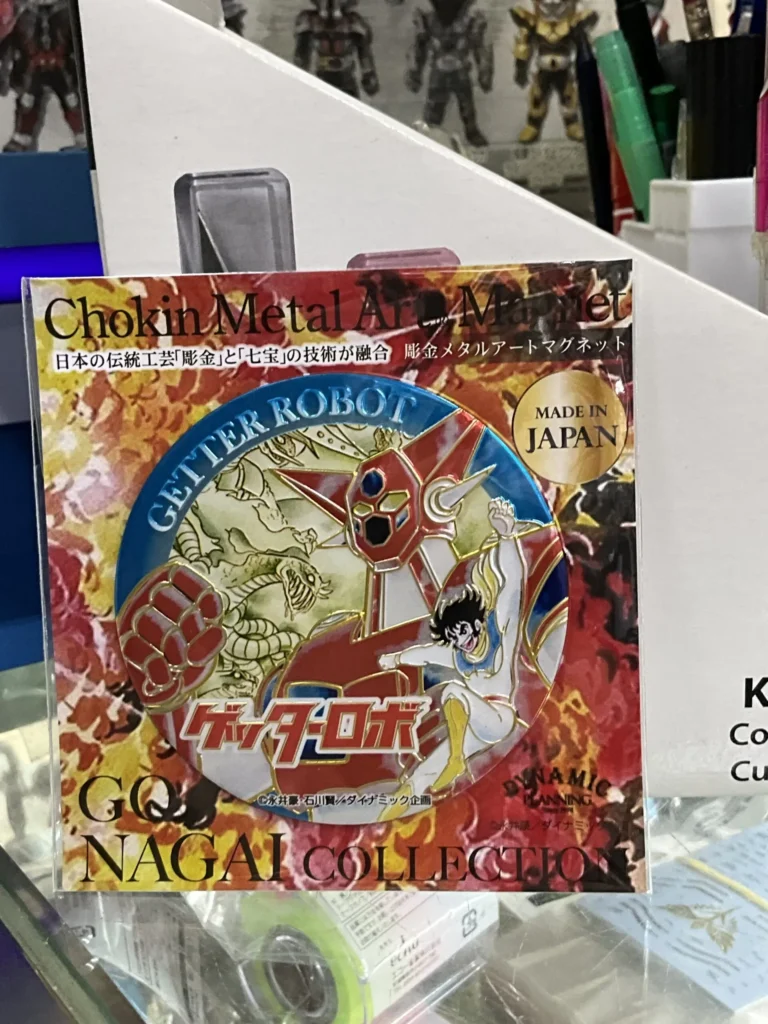 Chokin Metal Art Magnet
日本の伝統工芸「彫金」と「七宝」の技術が融合 彫金メタルアートマグネット
MADE IN
JAPAN
GETTER ROBOT
ゲッターロボ
©永井豪 石川賢/ダイナミック企画
DYNAMIC
PLANNING
GO
NAGAI COLLECTION
K
Co
Cu